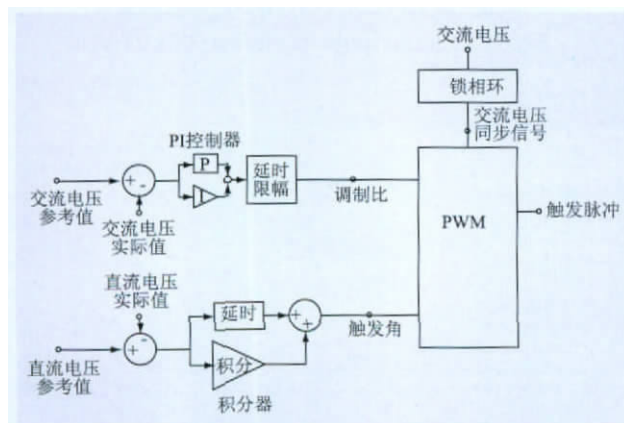 交流电压
锁相环
交流电压
同步信号
PI控制器
P
I
延时
限幅
调制比
交流电压
参考值
交流电压
实际值
+
-
PWM
触发脉冲
直流电压
实际值
延时
+
+
触发角
+
-
积分
直流电压
参考值
积分器